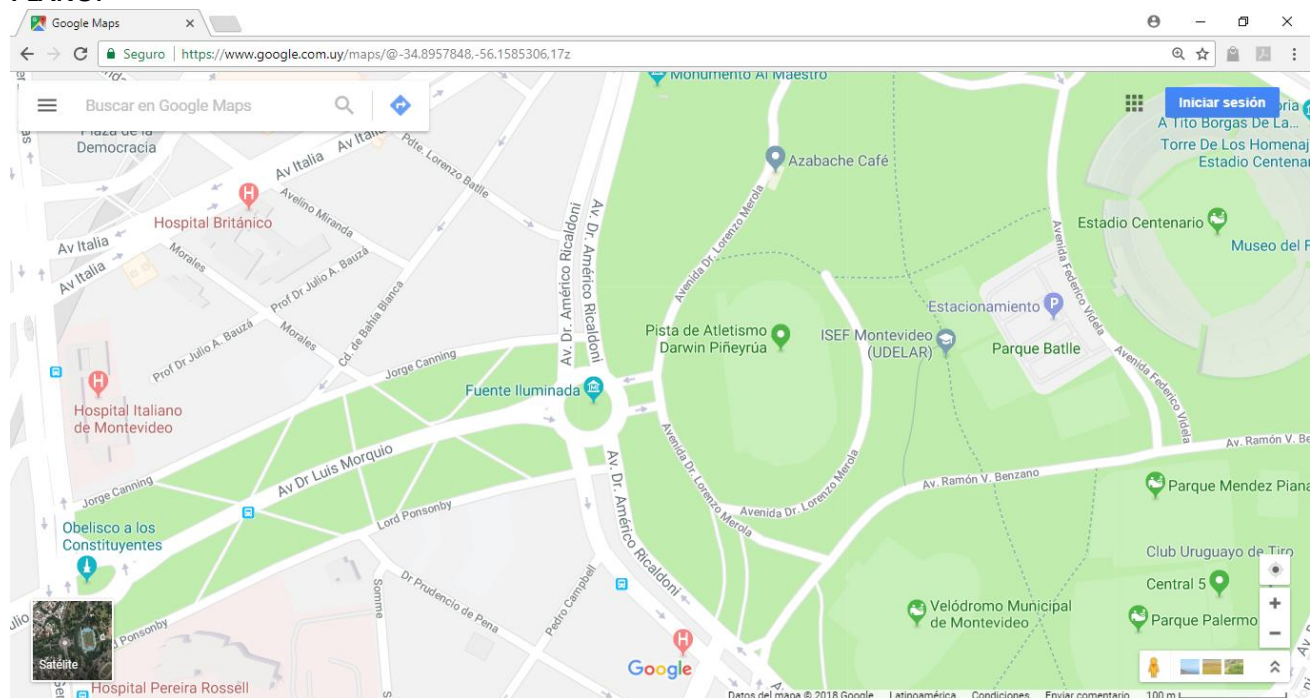 Google Maps
Seguro | https://www.google.com.uy/maps/@-34.8957848,-56.1585306,17z
Monumento Al Maestro
Buscar en Google Maps
Iniciar sesión
A Tito Borgas De La...
Plaza de la
Democracia
Av Italia
Av Italia
Pdte. Lorenzo Batlle
Torre De Los Homenaj
Estadio Centenar
Azabache Café
Hospital Británico
Avelino Miranda
Av. Dr. Américo Ricaldoni
Av. Dr. Américo Ricaldoni
Avenida Dr. Lorenzo Merola
Avenida Federico Videla
Estadio Centenario
Museo del F
Av Italia
Av Italia
Morales
Prof Dr Julio A. Bauzá
Cd. de Bahía Blanca
Estacionamiento
Prof Dr Julio A. Bauzá
Morales
Pista de Atletismo
Darwin Piñeyrúa
ISEF Montevideo
(UDELAR)
Parque Batlle
Jorge Canning
Fuente Iluminada
Avenida Federico Videla
Hospital Italiano
de Montevideo
Av Dr Luis Morquio
Avenida Dr. Lorenzo Merola
Avenida Dr. Lorenzo Merola
Av. Ramón V. Be
Av. Ramón V. Benzano
Parque Mendez Piana
Jorge Canning
Lord Ponsonby
Av. Dr. Américo Ricaldoni
Obelisco a los
Constituyentes
Club Uruguayo de Tiro
Central 5
Somme
Dr Prudencio de Pena
Pedro Campbell
Velódromo Municipal
de Montevideo
Parque Palermo
Ponsonby
Satélite
Google
Hospital Pereira Rossell
Datos del mapa © 2018 Google Latinoamérica Condiciones Enviar comentario 100 m